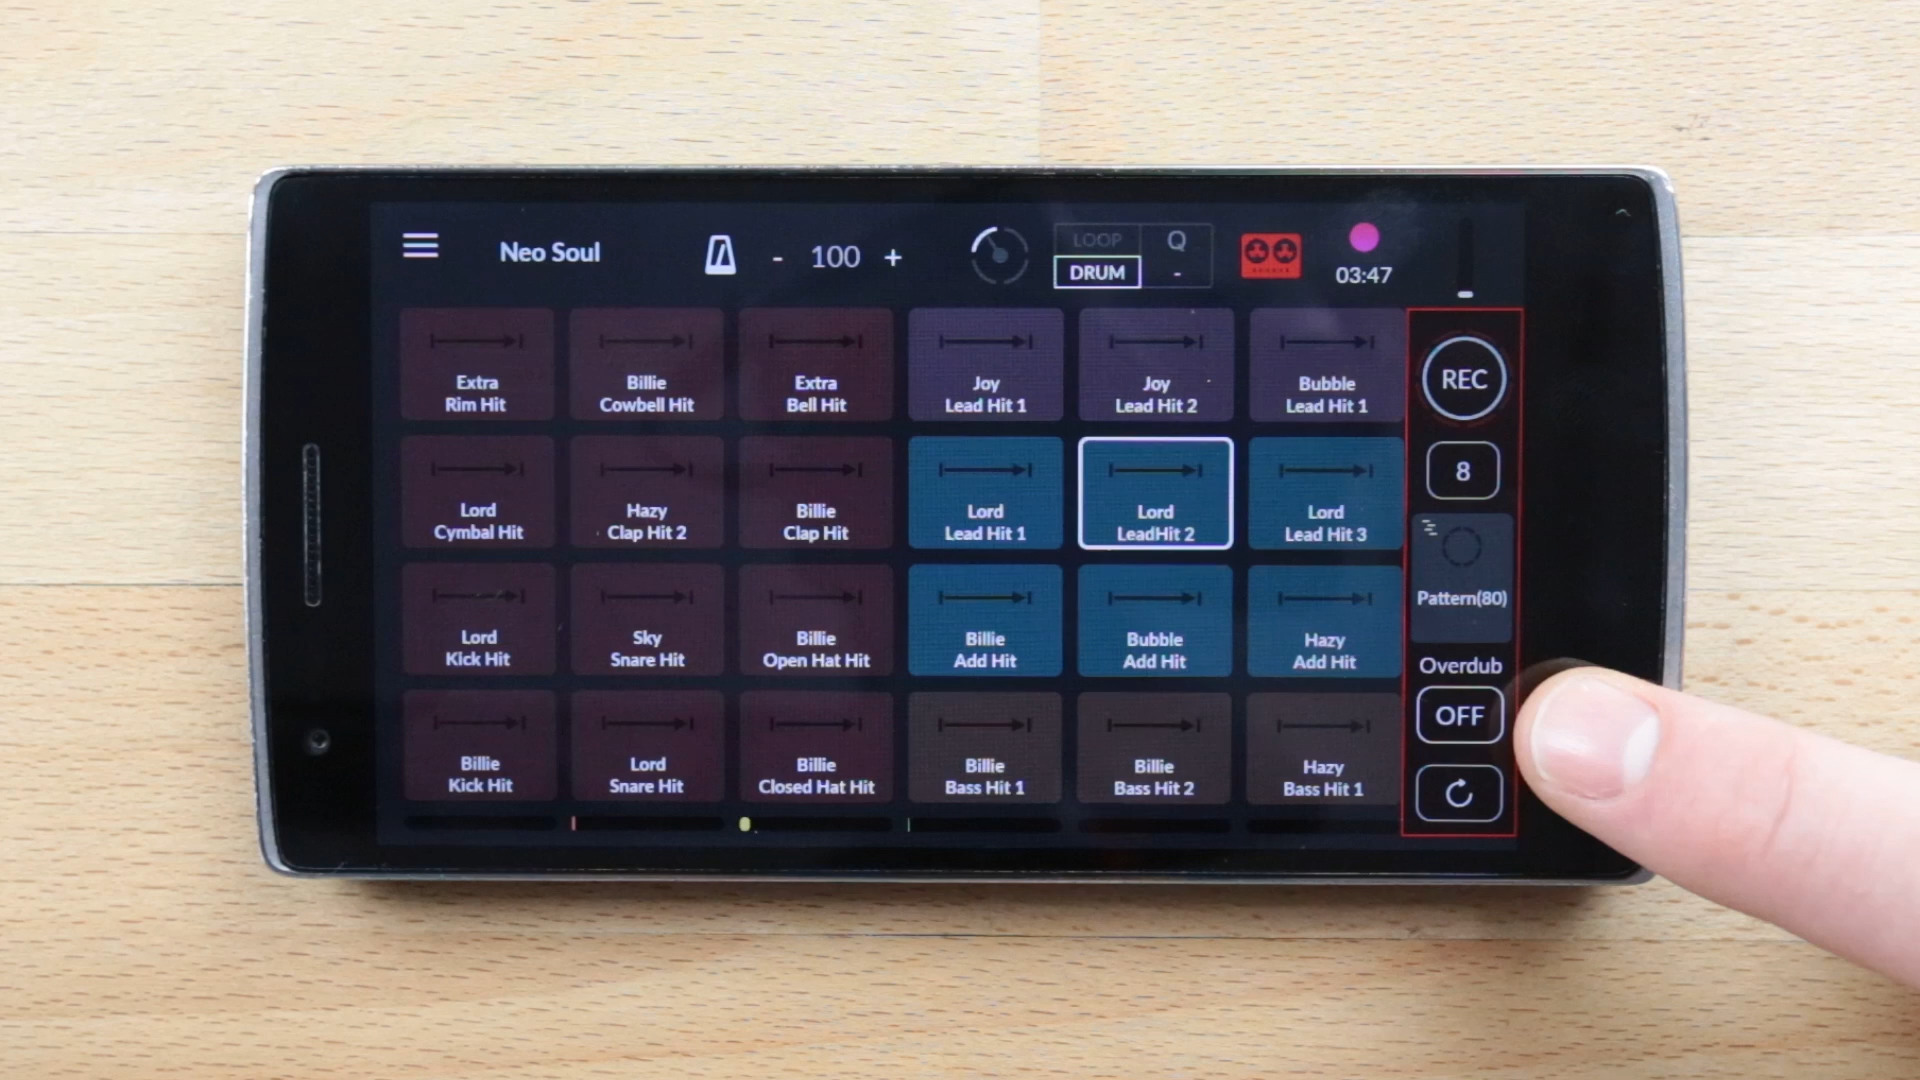 Neo Soul
- 100 +
LOOP
Q
DRUM
-
03:47
Extra
Rim Hit
Billie
Cowbell Hit
Extra
Bell Hit
Joy
Lead Hit 1
Joy
Lead Hit 2
Bubble
Lead Hit 1
REC
Lord
Cymbal Hit
Hazy
Clap Hit 2
Billie
Clap Hit
Lord
Lead Hit 1
Lord
LeadHit 2
Lord
Lead Hit 3
8
Pattern(80)
Lord
Kick Hit
Sky
Snare Hit
Billie
Open Hat Hit
Billie
Add Hit
Bubble
Add Hit
Hazy
Add Hit
Overdub
OFF
Billie
Kick Hit
Lord
Snare Hit
Billie
Closed Hat Hit
Billie
Bass Hit 1
Billie
Bass Hit 2
Hazy
Bass Hit 1